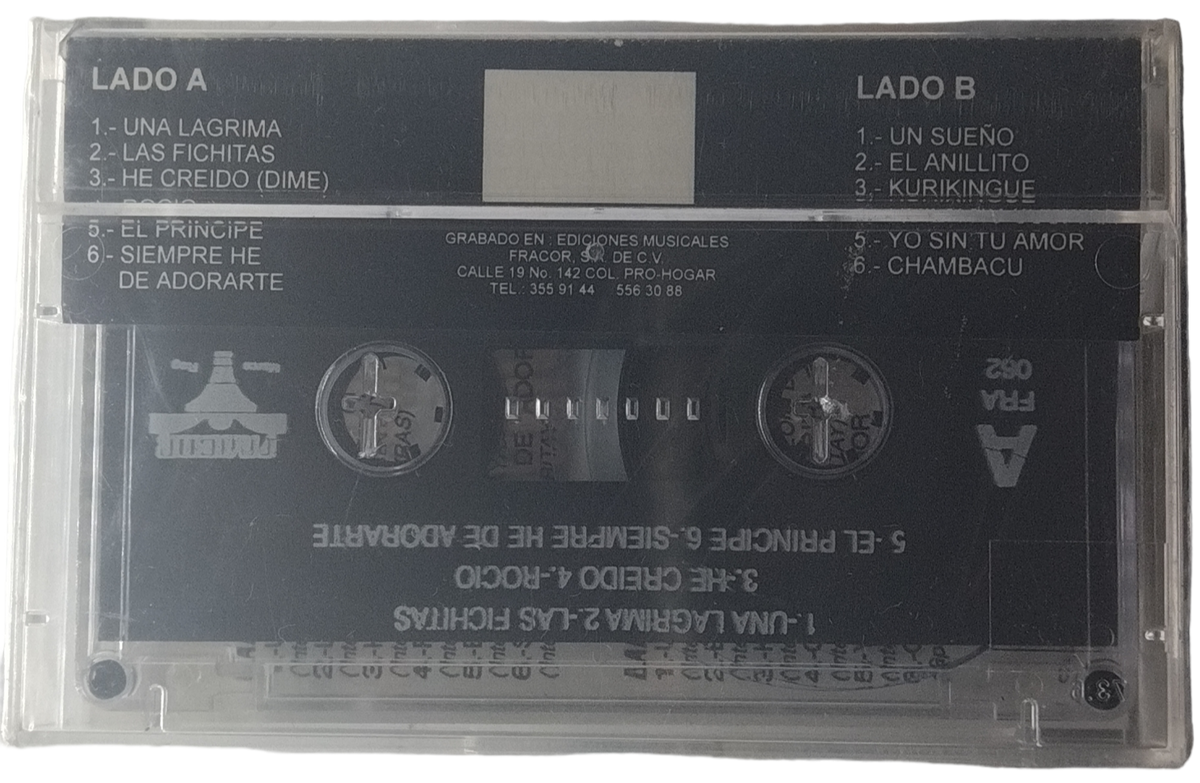 LADO A
1.- UNA LAGRIMA
2.- LAS FICHITAS
3.- HE CREIDO (DIME)
ROCIO
5.- EL PRINCIPE
6.- SIEMPRE HE
DE ADORARTE
LADO B
1.- UN SUEÑO
2.- EL ANILLITO
3.- KURIKINGUE
5.- YO SIN TU AMOR
6.- CHAMBACU
GRABADO EN : EDICIONES MUSICALES
FRACOR, S.A. DE C.V.
CALLE 19 No. 142 COL. PRO-HOGAR
TEL.: 355 91 44 556 30 88
A
FRA
062
1.-UNA LAGRIMA 2.-LAS FICHITAS
3.-HE CREIDO 4.-ROCIO
5.-EL PRINCIPE 6.-SIEMPRE HE DE ADORARTE